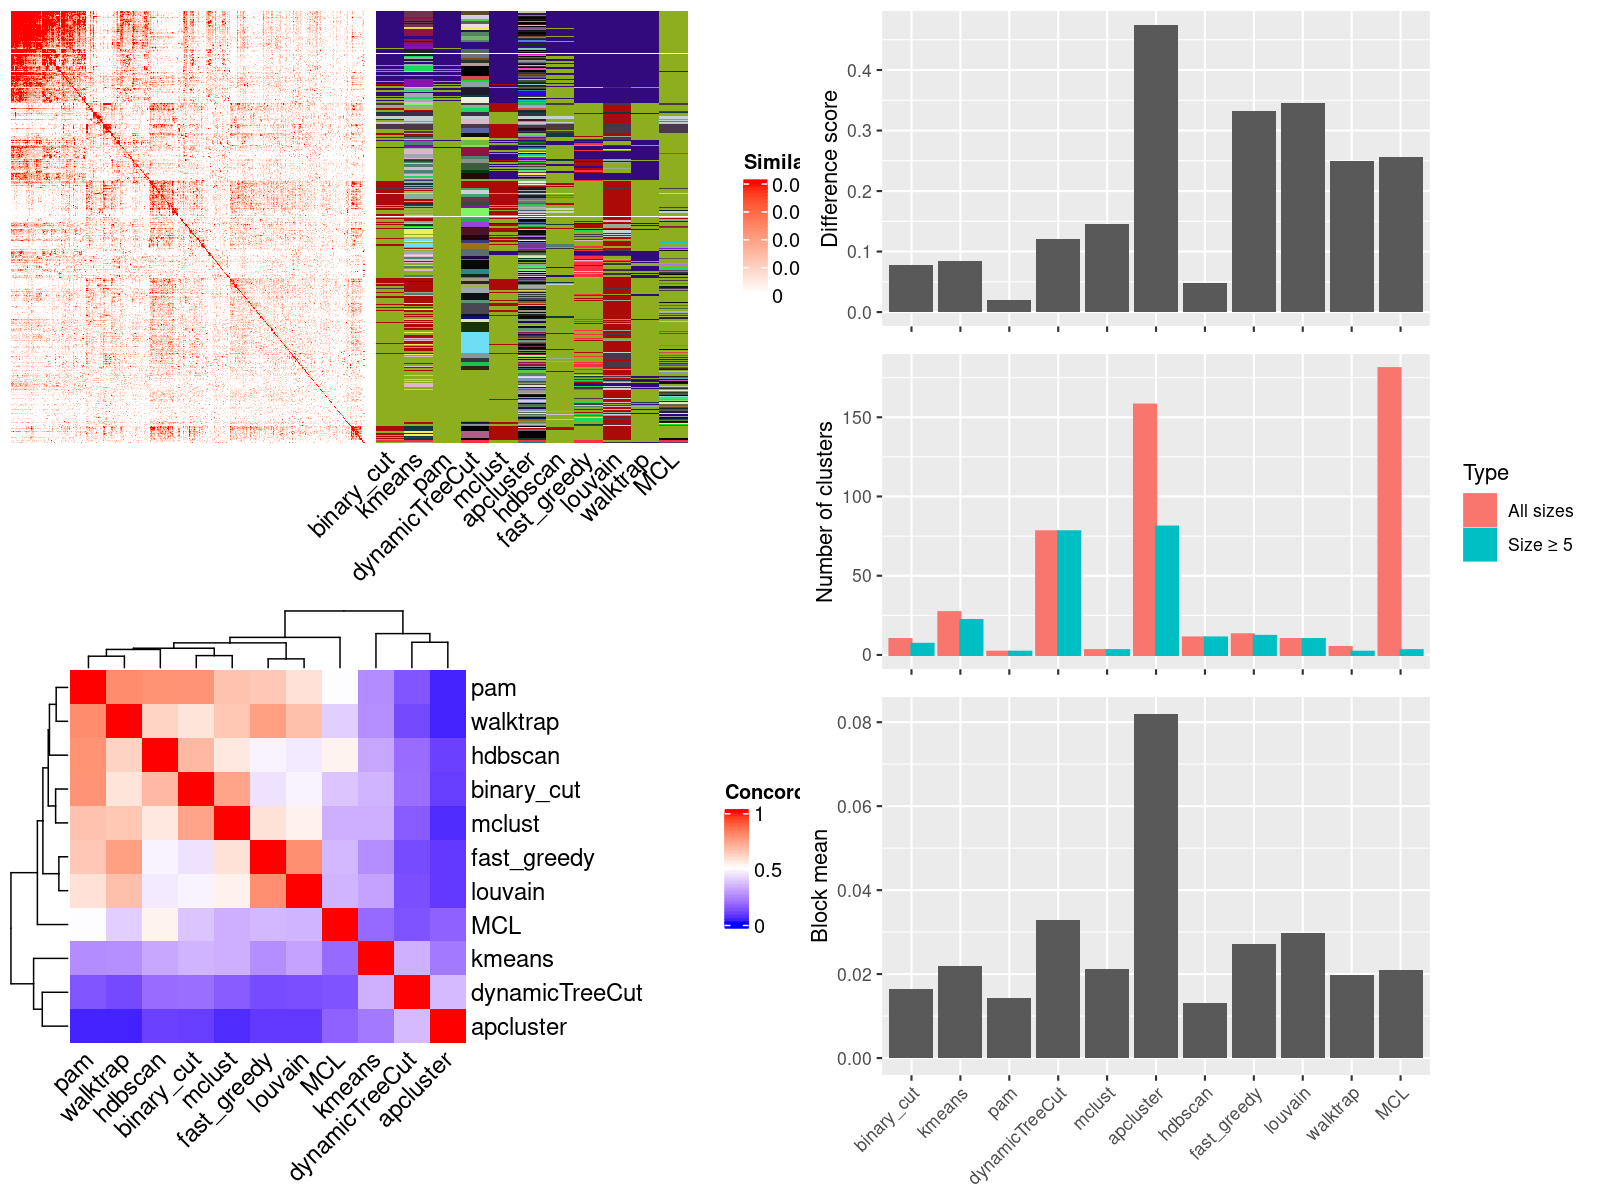 Simila
0.0
0.0
0.0
0.0
0
binary_cut
kmeans
pam
dynamicTreeCut
mclust
apcluster
hdbscan
fast_greedy
louvain
walktrap
MCL
pam
walktrap
hdbscan
binary_cut
mclust
fast_greedy
louvain
MCL
kmeans
dynamicTreeCut
apcluster
pam
walktrap
hdbscan
binary_cut
mclust
fast_greedy
louvain
MCL
kmeans
dynamicTreeCut
apcluster
Concord
1
0.5
0
Difference score
0.4
0.3
0.2
0.1
0.0
Number of clusters
150
100
50
0
Type
All sizes
Size ≥ 5
Block mean
0.08
0.06
0.04
0.02
0.00
binary_cut
kmeans
pam
dynamicTreeCut
mclust
apcluster
hdbscan
fast_greedy
louvain
walktrap
MCL